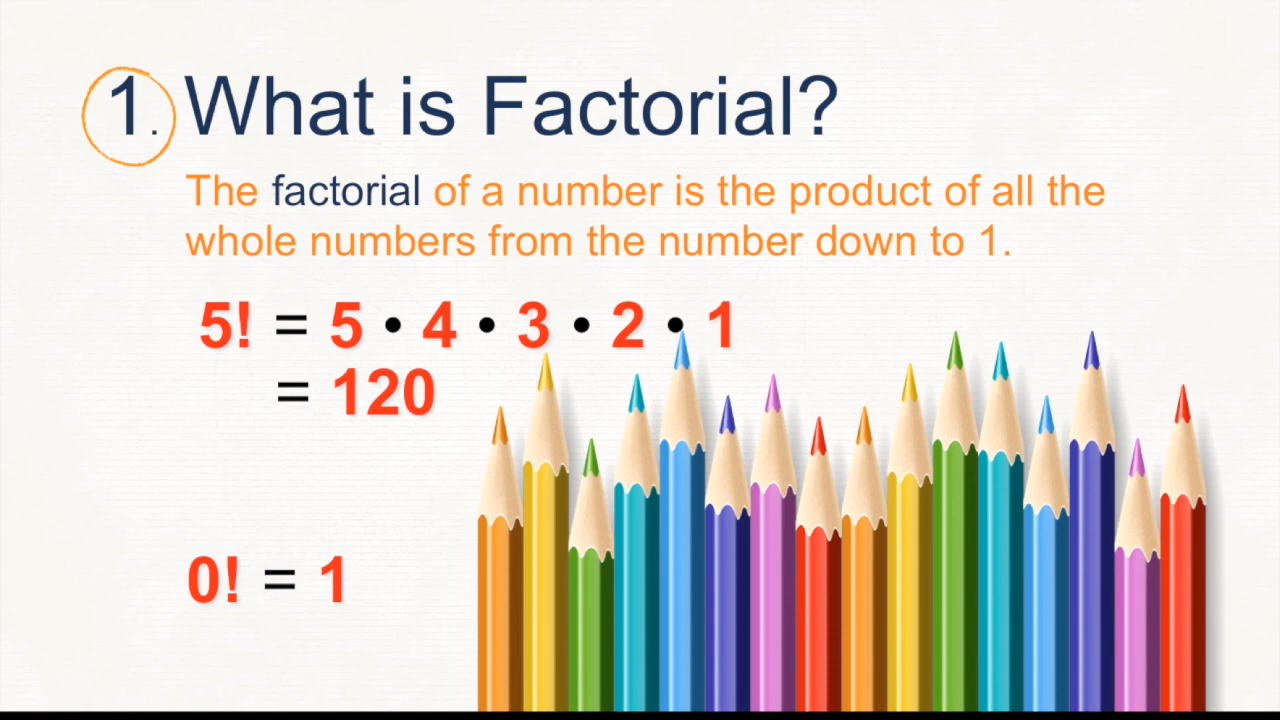 1. What is Factorial?
The factorial of a number is the product of all the
whole numbers from the number down to 1.
5! = 5 • 4 • 3 • 2 • 1
= 120
0! = 1